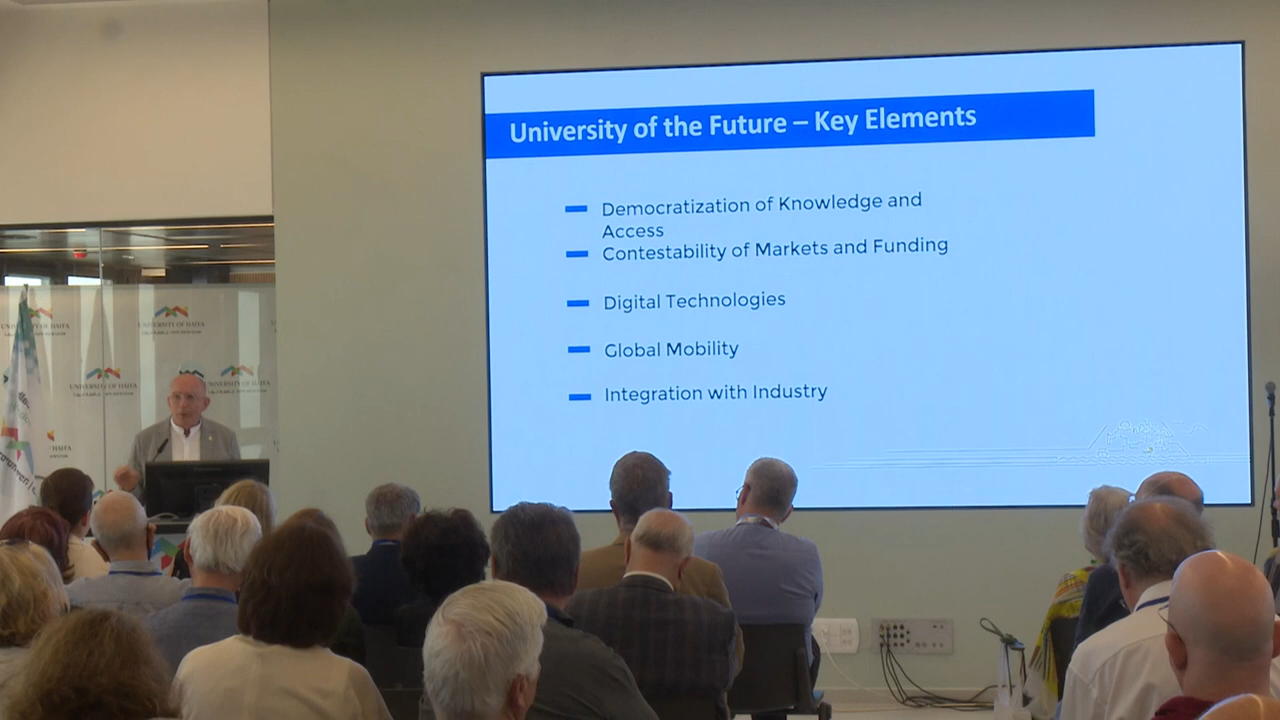 University of the Future – Key Elements
Democratization of Knowledge and
Access
Contestability of Markets and Funding
Digital Technologies
Global Mobility
Integration with Industry
UNIVERSITY OF HAIFA
UNIVERSITY OF HAIFA
UNIVERSITY OF HAIFA